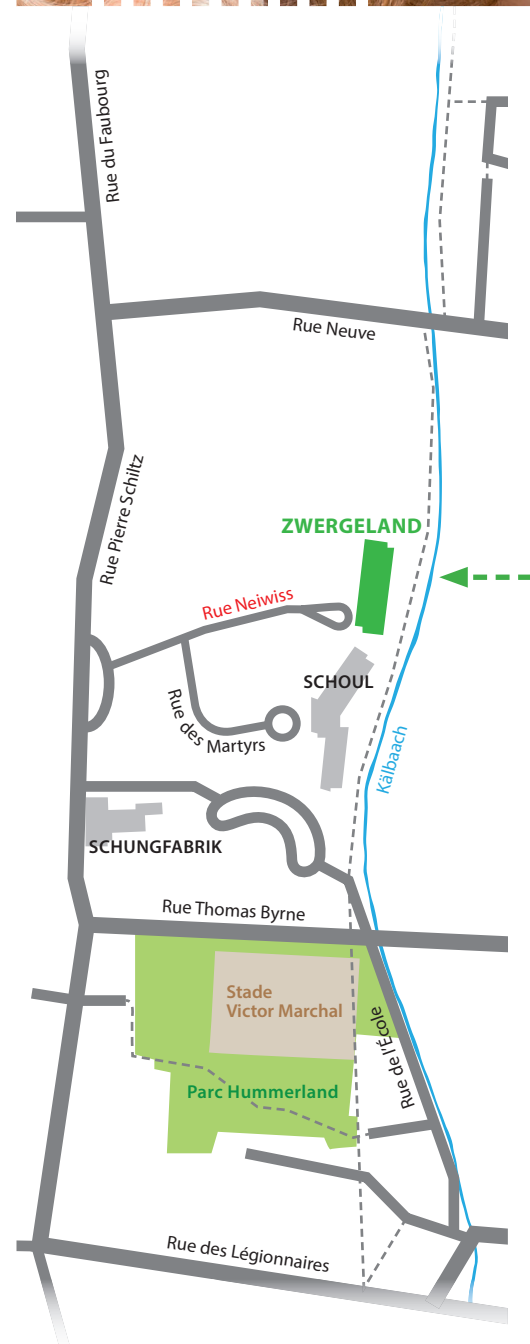 Rue du Faubourg
Rue Neuve
Rue Pierre Schiltz
ZWERGELAND
Rue Neiwiss
SCHOUL
Rue des Martyrs
Kälbaach
SCHUNGFABRIK
Rue Thomas Byrne
Stade
Victor Marchal
Rue de l'École
Parc Hummerland
Rue des Légionnaires